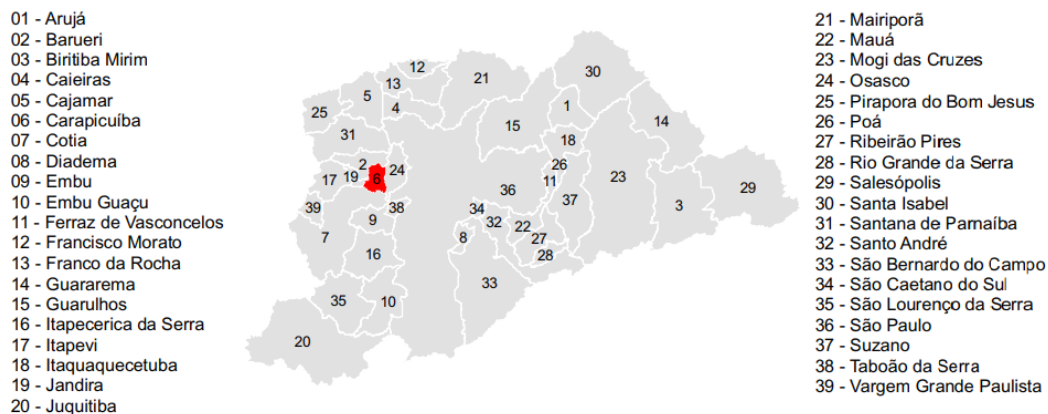 01 - Arujá
02 - Barueri
03 - Biritiba Mirim
04 - Caieiras
05 - Cajamar
06 - Carapicuíba
07 - Cotia
08 - Diadema
09 - Embu
10 - Embu Guaçu
11 - Ferraz de Vasconcelos
12 - Francisco Morato
13 - Franco da Rocha
14 - Guararema
15 - Guarulhos
16 - Itapecerica da Serra
17 - Itapevi
18 - Itaquaquecetuba
19 - Jandira
20 - Juquitiba
12
21
30
13
5
4
1
25
15
14
31
18
2
24
26
17
19
6
11
23
36
29
37
39
38
34
3
9
32
22
7
8
27
16
28
33
35
10
20
21 - Mairiporã
22 - Mauá
23 - Mogi das Cruzes
24 - Osasco
25 - Pirapora do Bom Jesus
26 - Poá
27 - Ribeirão Pires
28 - Rio Grande da Serra
29 - Salesópolis
30 - Santa Isabel
31 - Santana de Parnaíba
32 - Santo André
33 - São Bernardo do Campo
34 - São Caetano do Sul
35 - São Lourenço da Serra
36 - São Paulo
37 - Suzano
38 - Taboão da Serra
39 - Vargem Grande Paulista